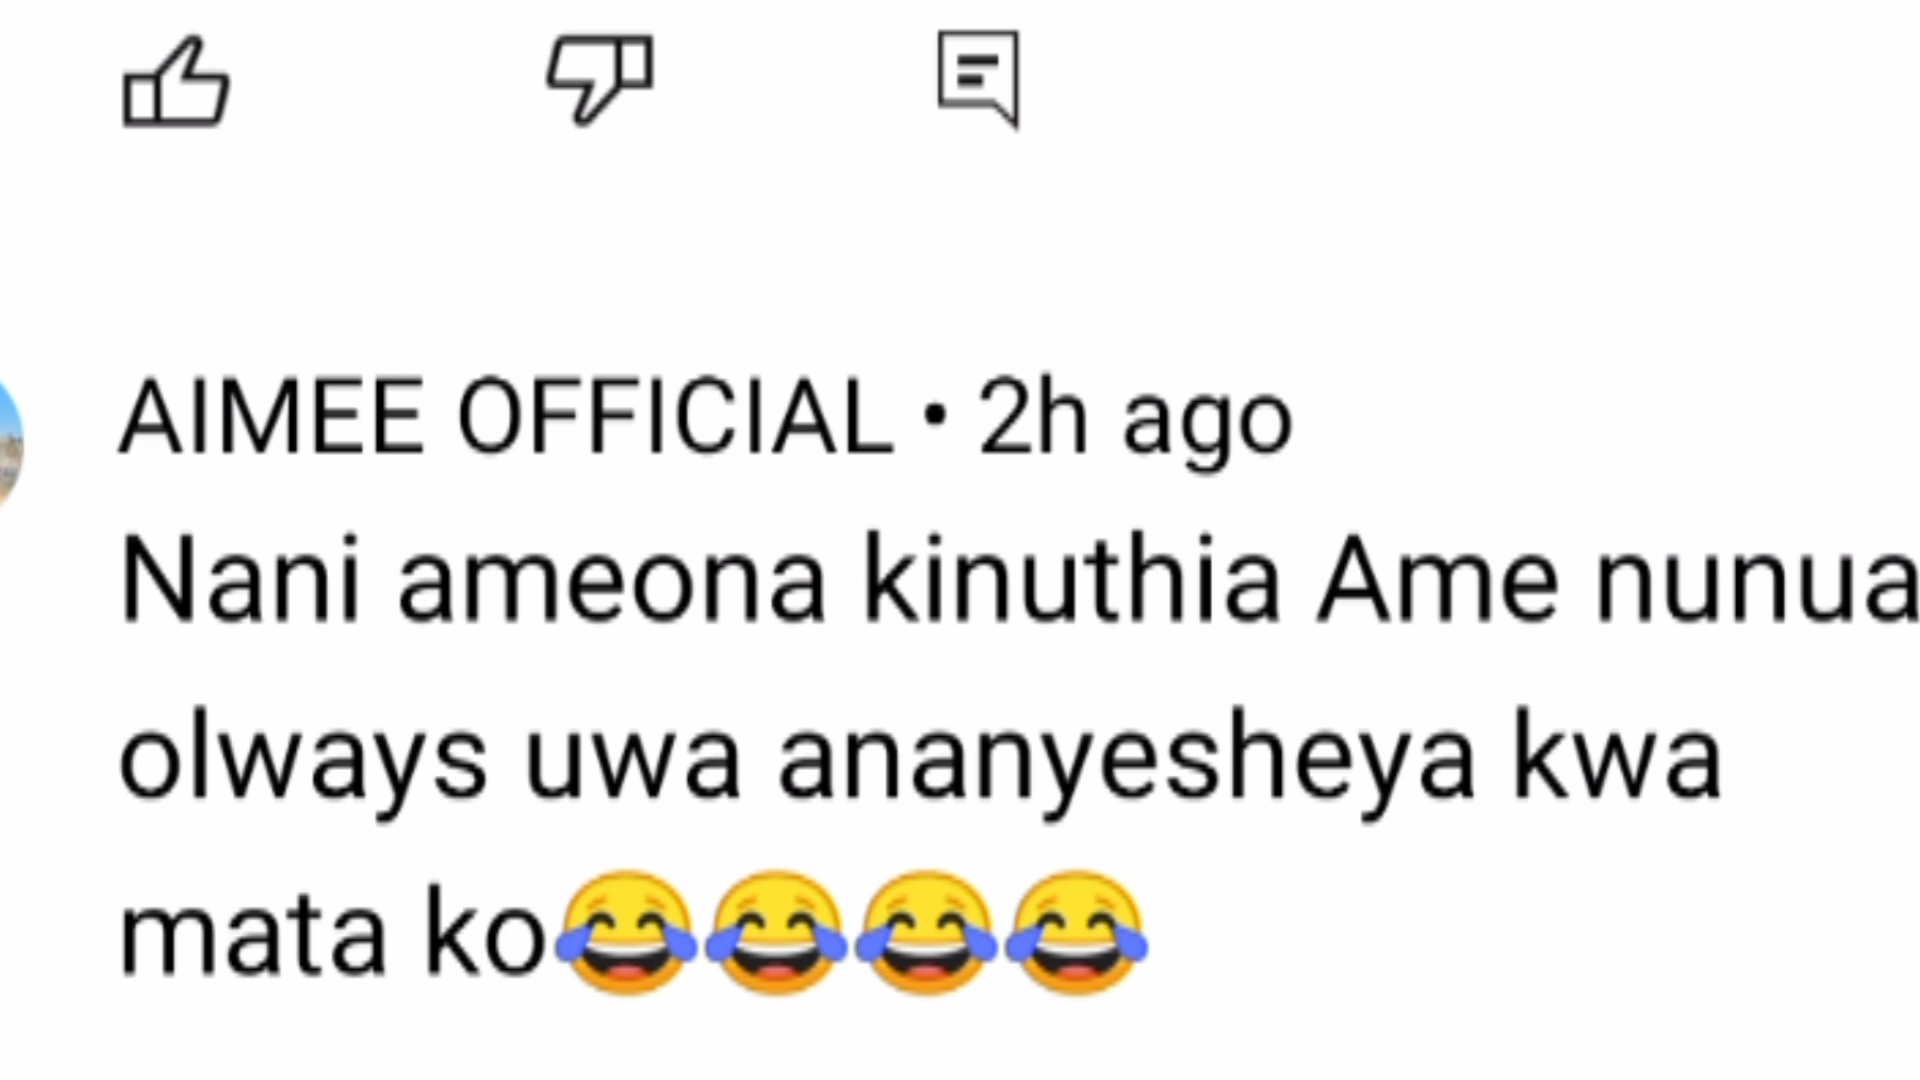 AIMEE OFFICIAL • 2h ago
Nani ameona kinuthia Ame nunua
olways uwa ananyesheya kwa
mata ko😂😂😂😂